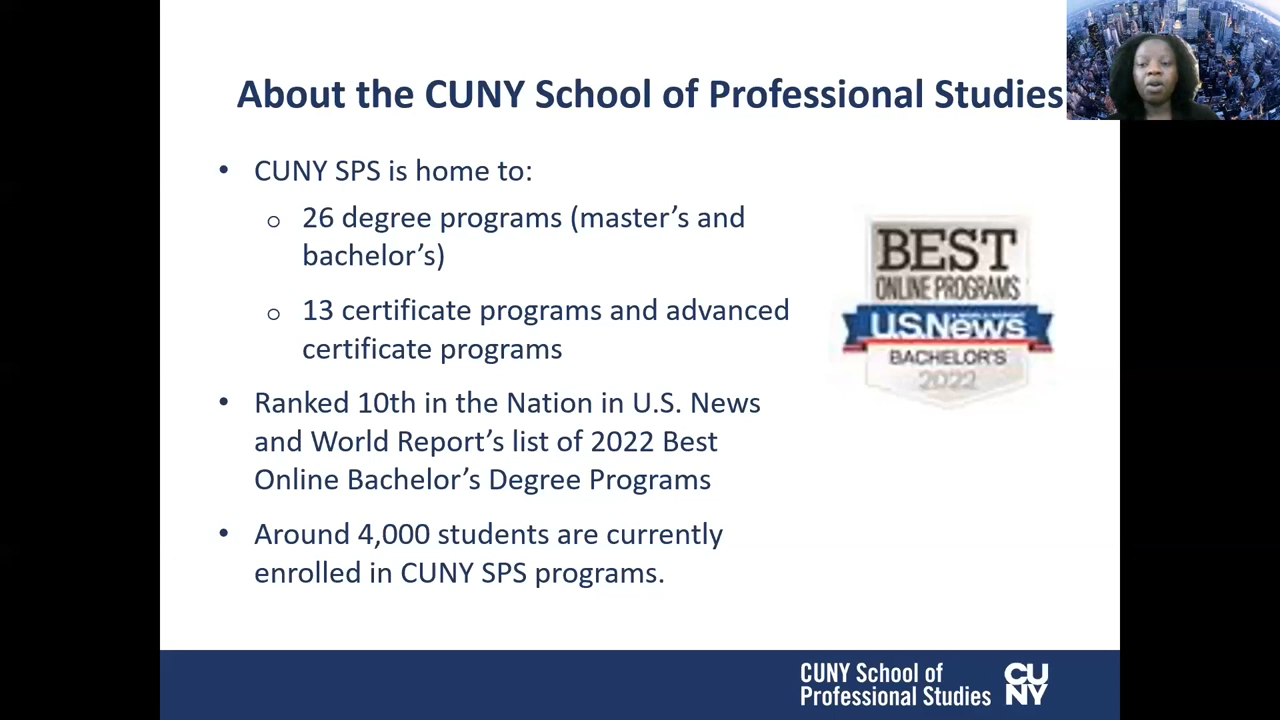 About the CUNY School of Professional Studies
• CUNY SPS is home to:
o 26 degree programs (master’s and
bachelor’s)
o 13 certificate programs and advanced
certificate programs
• Ranked 10th in the Nation in U.S. News
and World Report’s list of 2022 Best
Online Bachelor’s Degree Programs
• Around 4,000 students are currently
enrolled in CUNY SPS programs.
BEST
ONLINE PROGRAMS
U.S.News
BACHELOR'S
2022
CUNY School of
Professional Studies
CU
NY